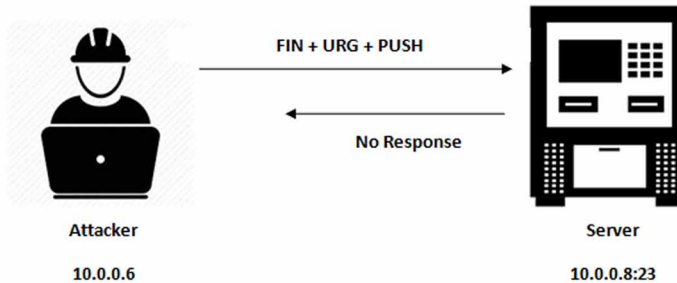 FIN + URG + PUSH
No Response
Attacker
Server
10.0.0.6
10.0.0.8:23